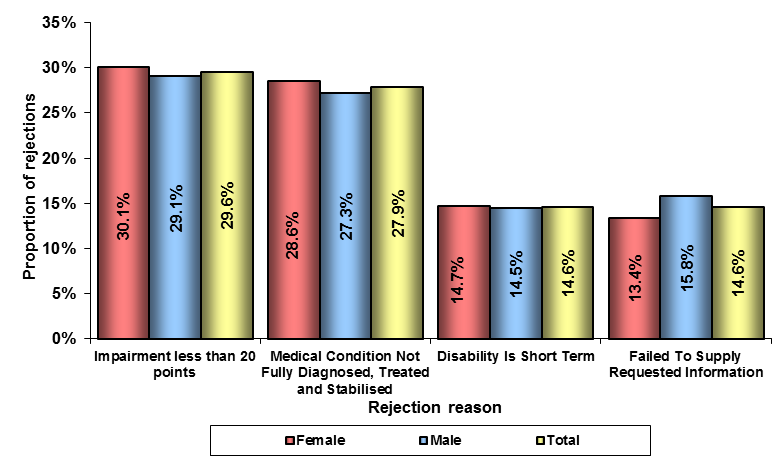 35%
30%
25%
20%
15%
10%
5%
0%
Proportion of rejections
30.1%
29.1%
29.6%
28.6%
27.3%
27.9%
14.7%
14.5%
14.6%
13.4%
15.8%
14.6%
Impairment less than 20
points
Medical Condition Not
Fully Diagnosed, Treated
and Stabilised
Disability Is Short Term
Failed To Supply
Requested Information
Rejection reason
Female
Male
Total